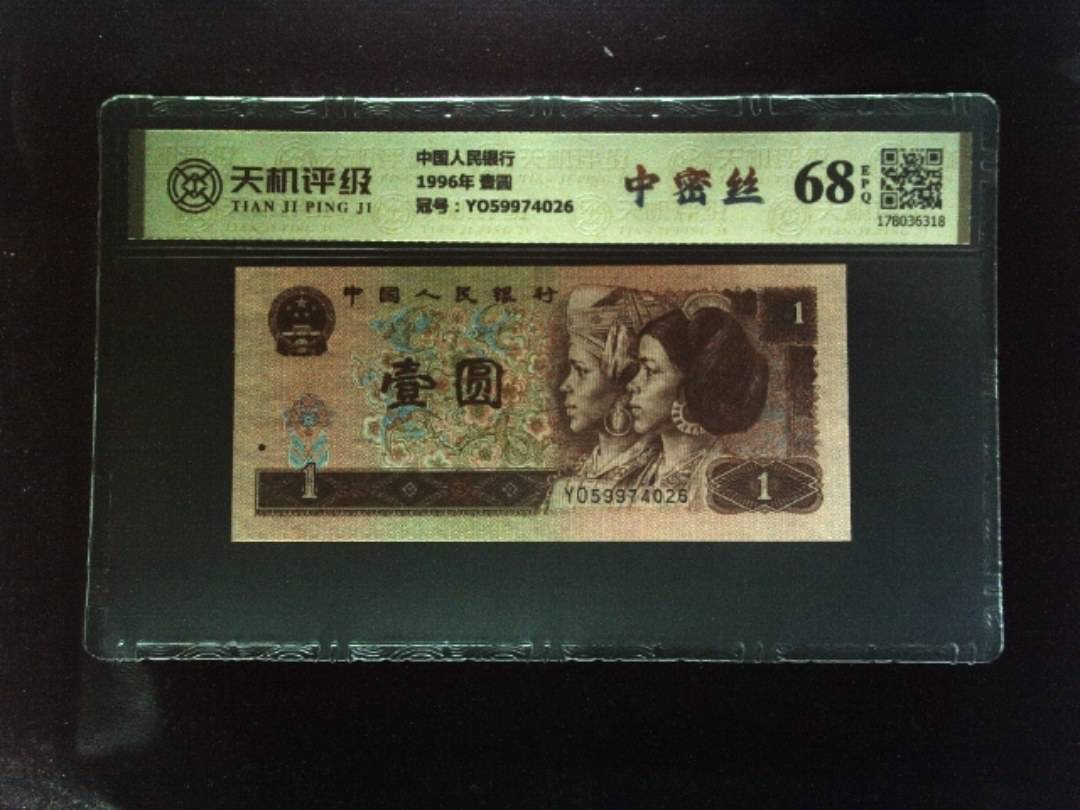 天机评级
TIAN JI PING JI
中国人民银行
1996年 壹圆
冠号：YO59974026
中密丝
68
EPQ
178036318
中国人民银行
1
壹圆
1
YO59974026
1